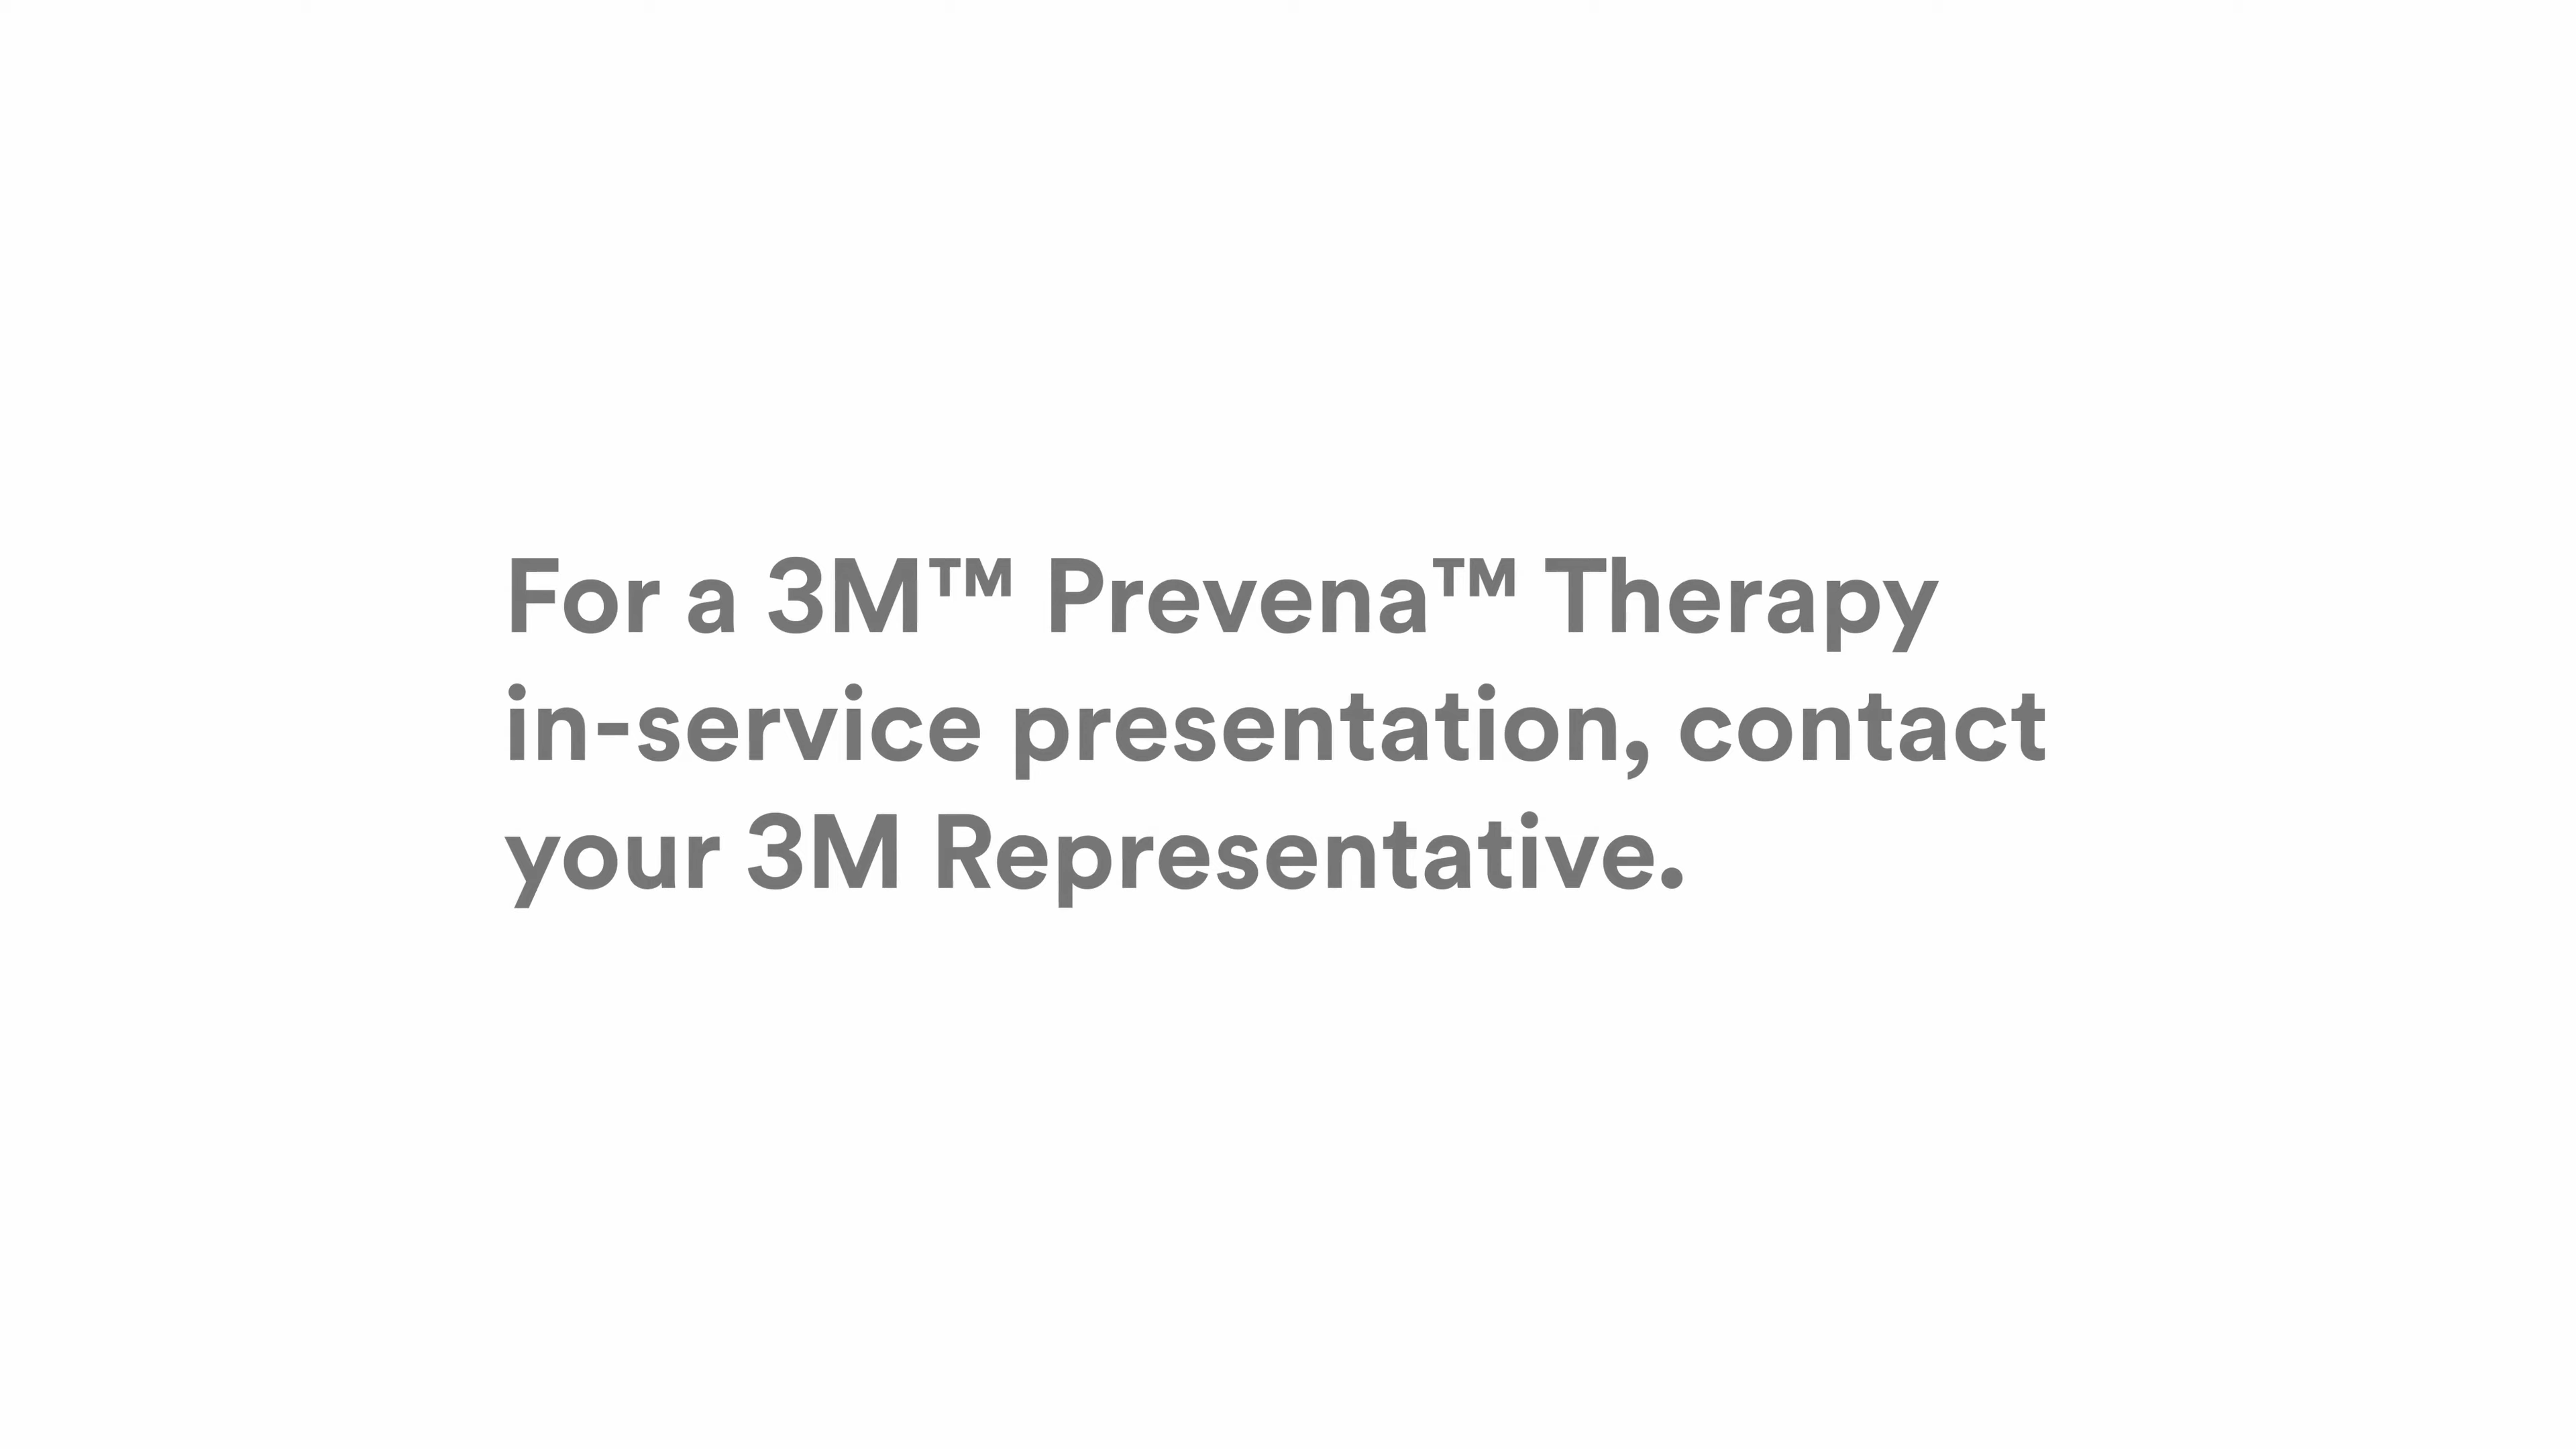 For a 3M™ Prevena™ Therapy
in-service presentation, contact
your 3M Representative.